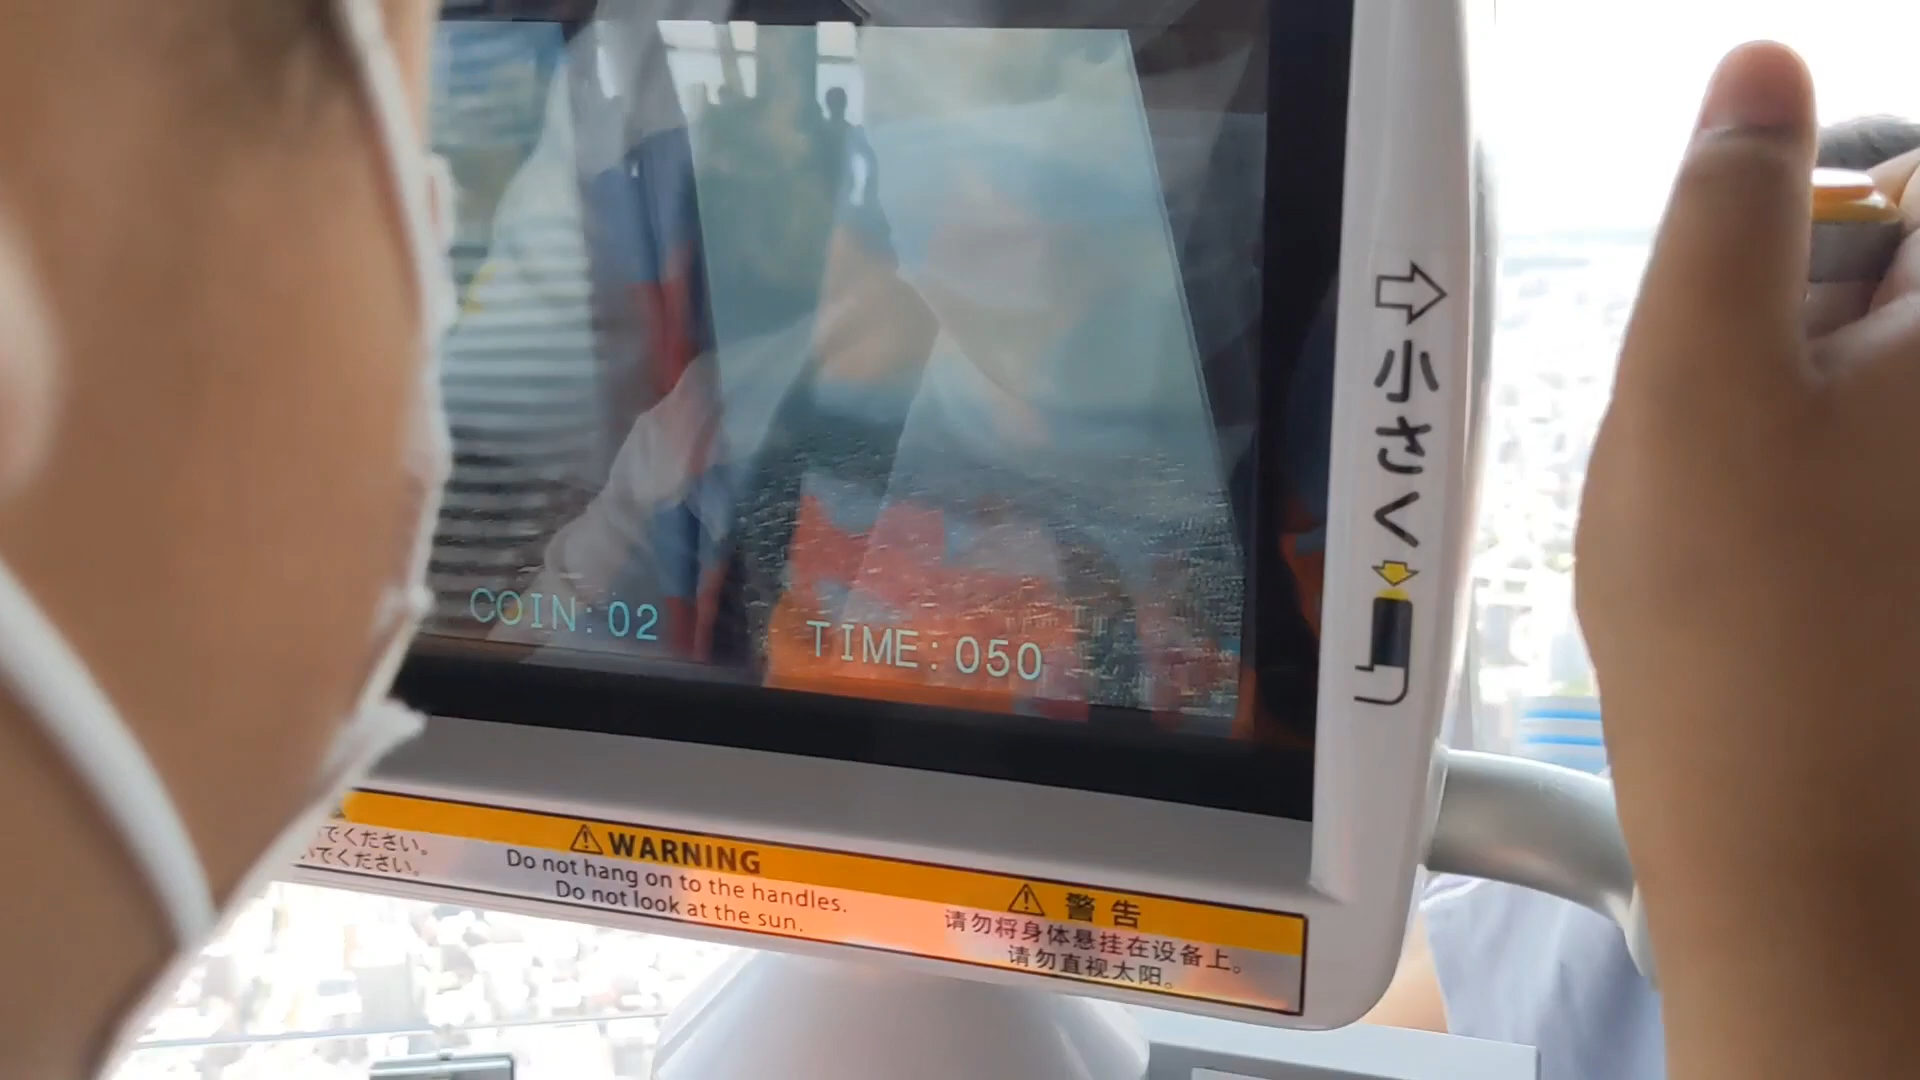 小さく
COIN:02
TIME:050
でください。
でください。
WARNING
Do not hang on to the handles.
Do not look at the sun.
警告
请勿将身体悬挂在设备上。
请勿直视太阳。